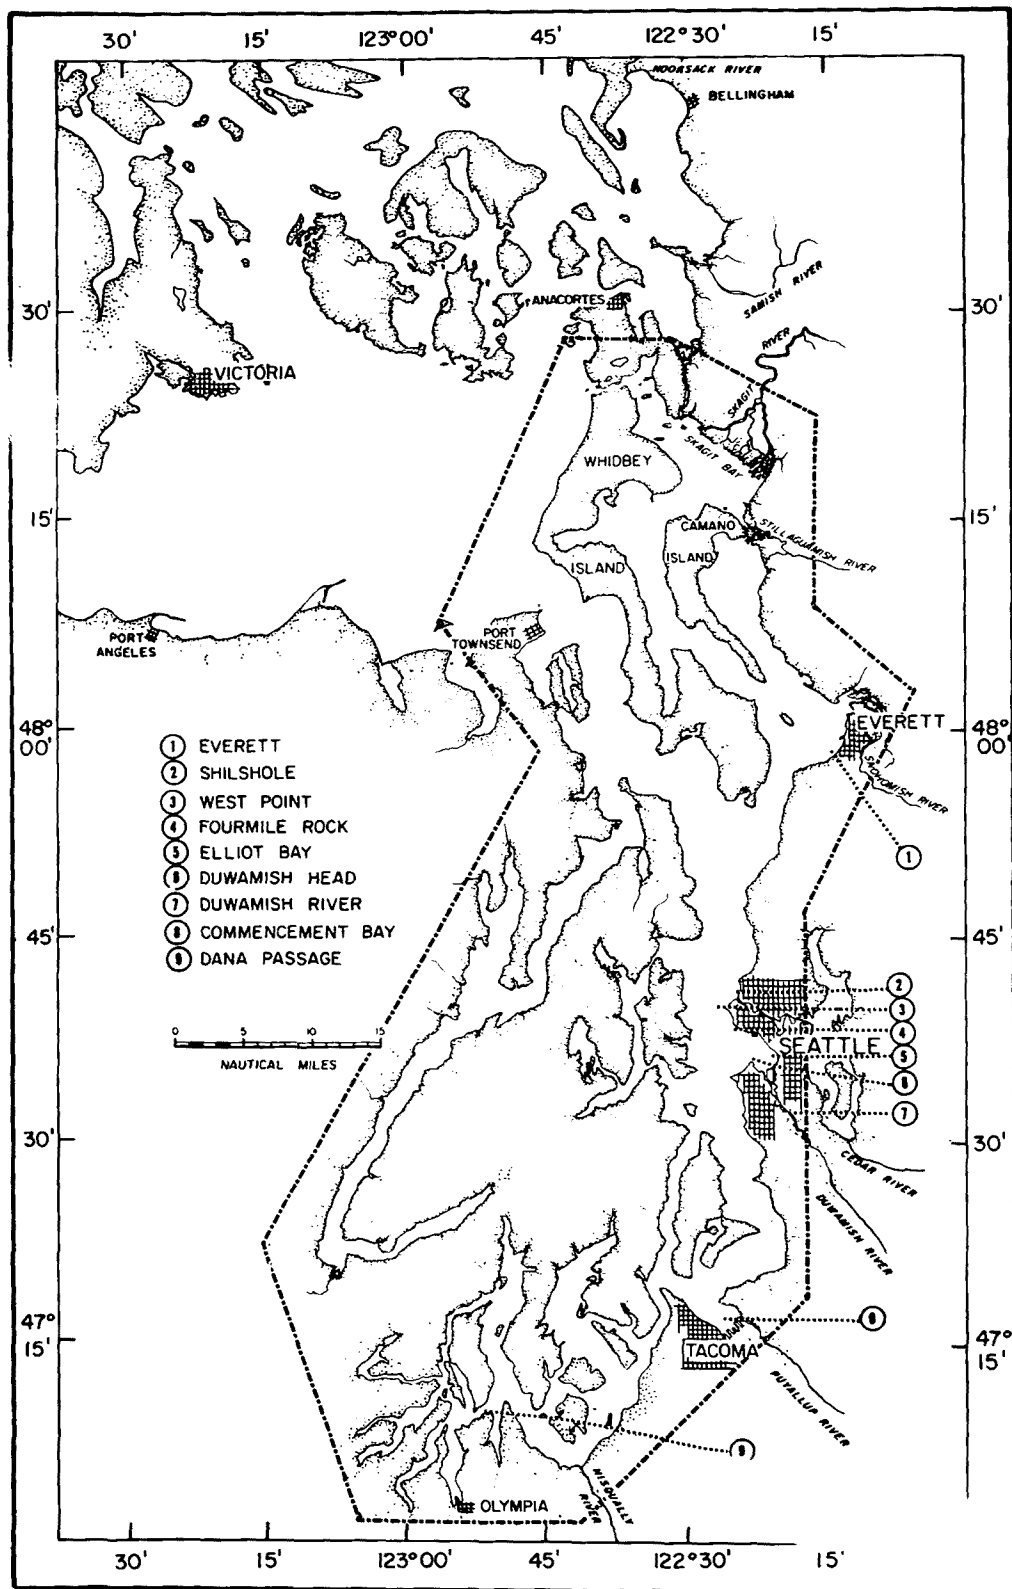 30' 15' 123°00' 45' 122°30' 15'
NOOKSACK RIVER
BELLINGHAM
SAMISH RIVER
30' 30'
ANACORTES
RIVER
SKAGIT
VICTORIA
SKAGIT BAY
WHIDBEY
15' 15'
CAMANO
STILLAGUAMISH RIVER
ISLAND
ISLAND
PORT
ANGELES
PORT
TOWNSEND
48°
00'
48°
00'
EVERETT
SNOHOMISH RIVER
1 EVERETT
2 SHILSHOLE
3 WEST POINT
4 FOURMILE ROCK
5 ELLIOT BAY
6 DUWAMISH HEAD
7 DUWAMISH RIVER
8 COMMENCEMENT BAY
9 DANA PASSAGE
1
45' 45'
2
3
4
SEATTLE
5
6
7
0 5 10 15
NAUTICAL MILES
30' 30'
CEDAR RIVER
DUWAMISH RIVER
47°
15'
47°
15'
8
TACOMA
PUYALLUP RIVER
9
NISQUALLY
RIVER
OLYMPIA
30' 15' 123°00' 45' 122°30' 15'